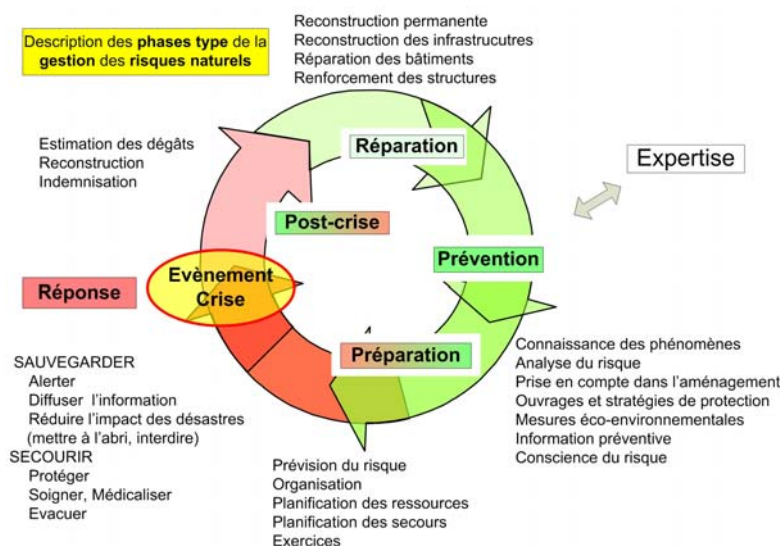 Description des phases type de la
gestion des risques naturels
Reconstruction permanente
Reconstruction des infrastrucutres
Réparation des bâtiments
Renforcement des structures
Estimation des dégâts
Reconstruction
Indemnisation
Réparation
Expertise
Post-crise
Prévention
Evènement
Crise
Réponse
Préparation
SAUVEGARDER
Alerter
Diffuser l'information
Réduire l'impact des désastres
(mettre à l'abri, interdire)
SECOURIR
Protéger
Soigner, Médicaliser
Evacuer
Prévision du risque
Organisation
Planification des ressources
Planification des secours
Exercices
Connaissance des phénomènes
Analyse du risque
Prise en compte dans l'aménagement
Ouvrages et stratégies de protection
Mesures éco-environnementales
Information préventive
Conscience du risque